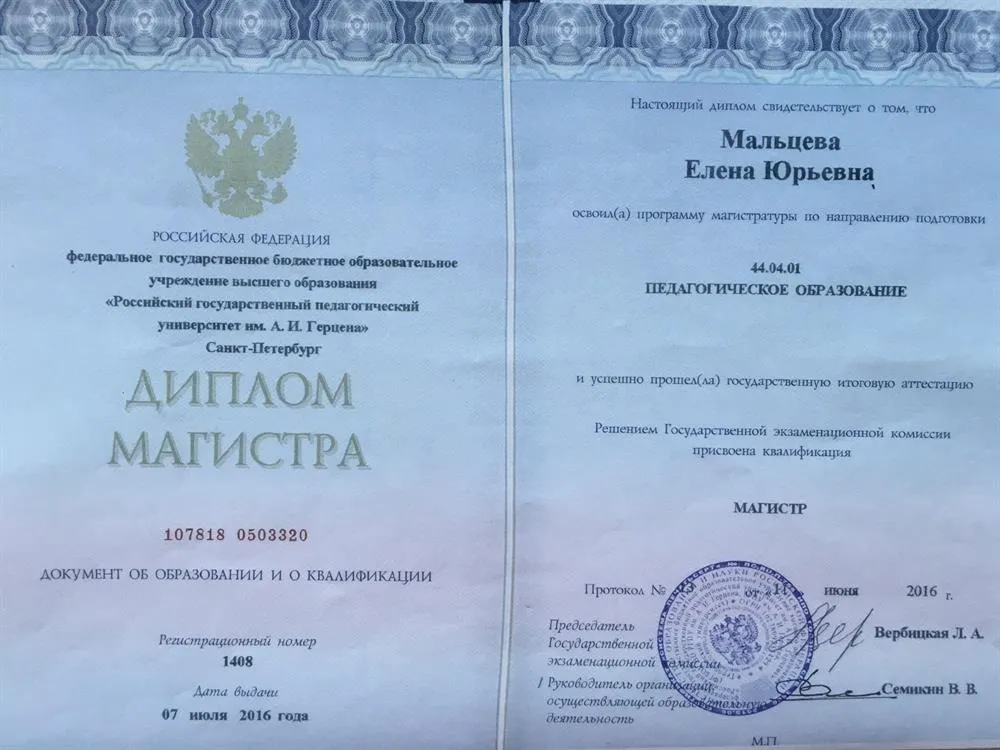 РОССИЙСКАЯ ФЕДЕРАЦИЯ
федеральное государственное бюджетное образовательное
учреждение высшего образования
«Российский государственный педагогический
университет им. А. И. Герцена»
Санкт-Петербург
ДИПЛОМ
МАГИСТРА
107818 0503320
ДОКУМЕНТ ОБ ОБРАЗОВАНИИ И О КВАЛИФИКАЦИИ
Регистрационный номер
1408
Дата выдачи
07 июля 2016 года
Настоящий диплом свидетельствует о том, что
Мальцева
Елена Юрьевна
освоил(а) программу магистратуры по направлению подготовки
44.04.01
ПЕДАГОГИЧЕСКОЕ ОБРАЗОВАНИЕ
и успешно прошел(ла) государственную итоговую аттестацию
Решением Государственной экзаменационной комиссии
присвоена квалификация
МАГИСТР
Протокол № от июня 2016 г.
Председатель
Государственной
экзаменационной комиссии
Вербицкая Л. А.
/ Руководитель организации,
осуществляющей образовательную
деятельность
Семикин В. В.
М.П.